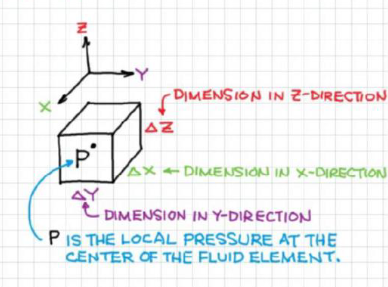 Z
Y
X
DIMENSION IN Z-DIRECTION
ΔZ
P
ΔX ← DIMENSION IN X-DIRECTION
ΔY
DIMENSION IN Y-DIRECTION
P IS THE LOCAL PRESSURE AT THE
CENTER OF THE FLUID ELEMENT.